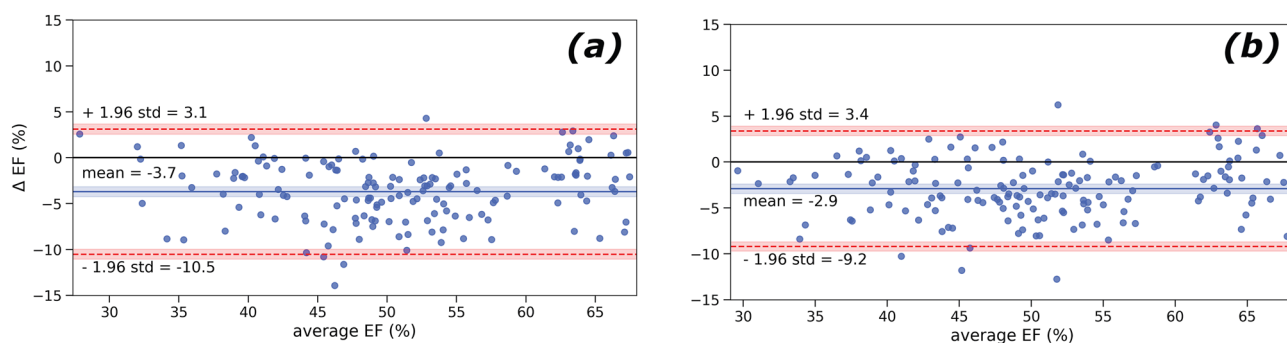 (a)
15
10
5
0
−5
−10
−15
Δ EF (%)
+ 1.96 std = 3.1
mean = -3.7
- 1.96 std = -10.5
30 35 40 45 50 55 60 65
average EF (%)
(b)
15
10
5
0
−5
−10
−15
+ 1.96 std = 3.4
mean = -2.9
- 1.96 std = -9.2
30 35 40 45 50 55 60 65
average EF (%)